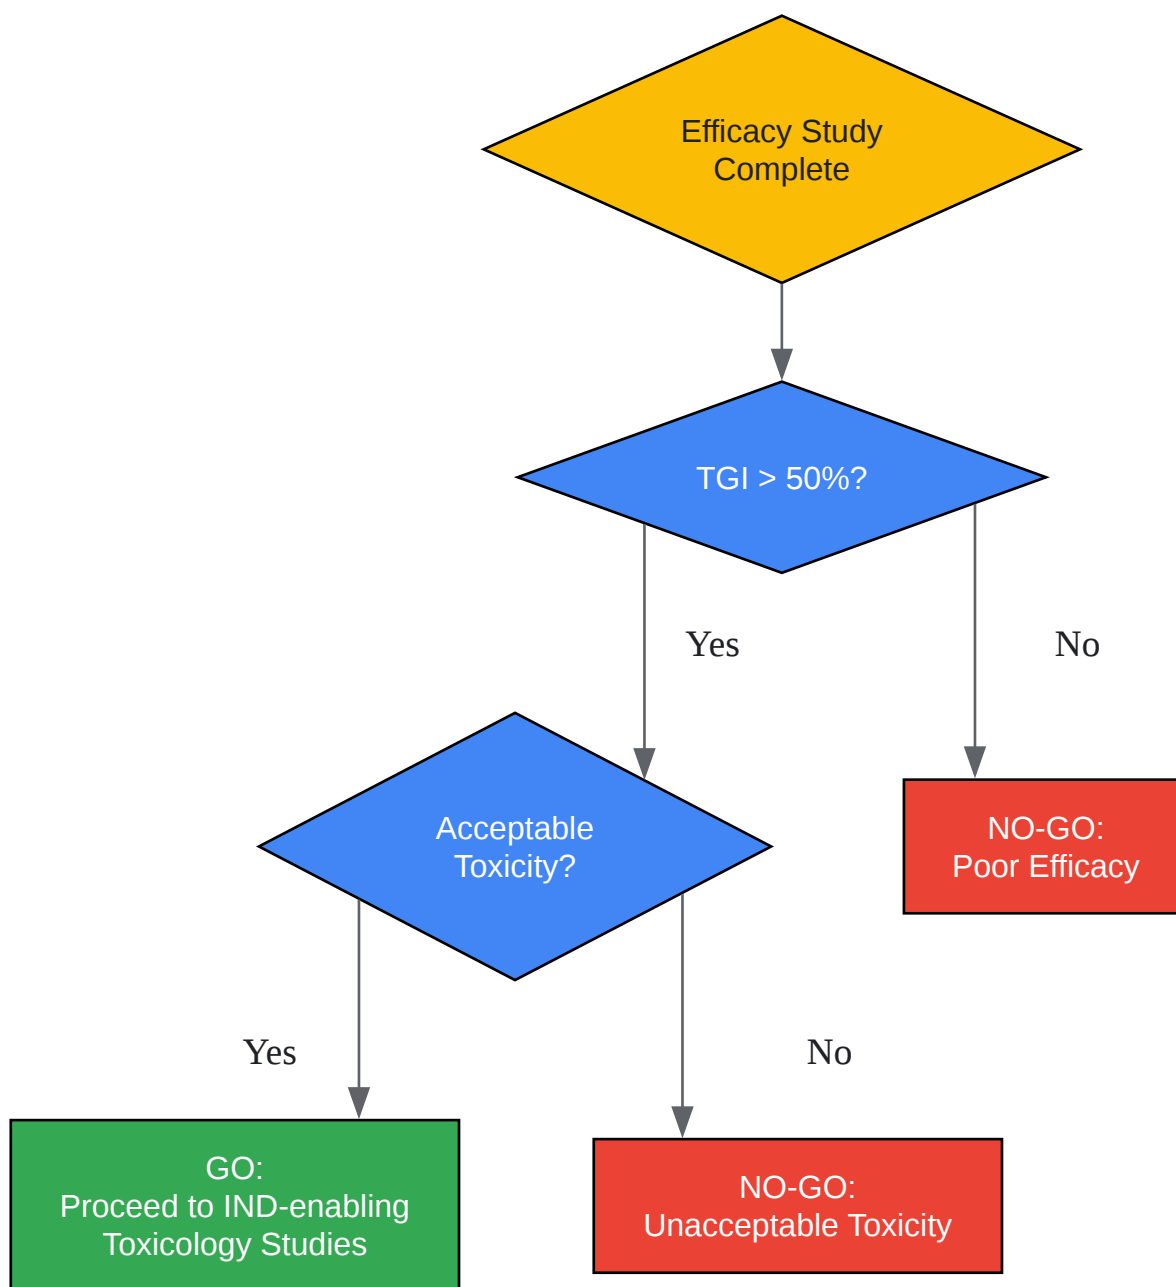 Efficacy Study
Complete
TGI > 50%?
Yes
No
Acceptable
Toxicity?
NO-GO:
Poor Efficacy
Yes
No
GO:
Proceed to IND-enabling
Toxicology Studies
NO-GO:
Unacceptable Toxicity